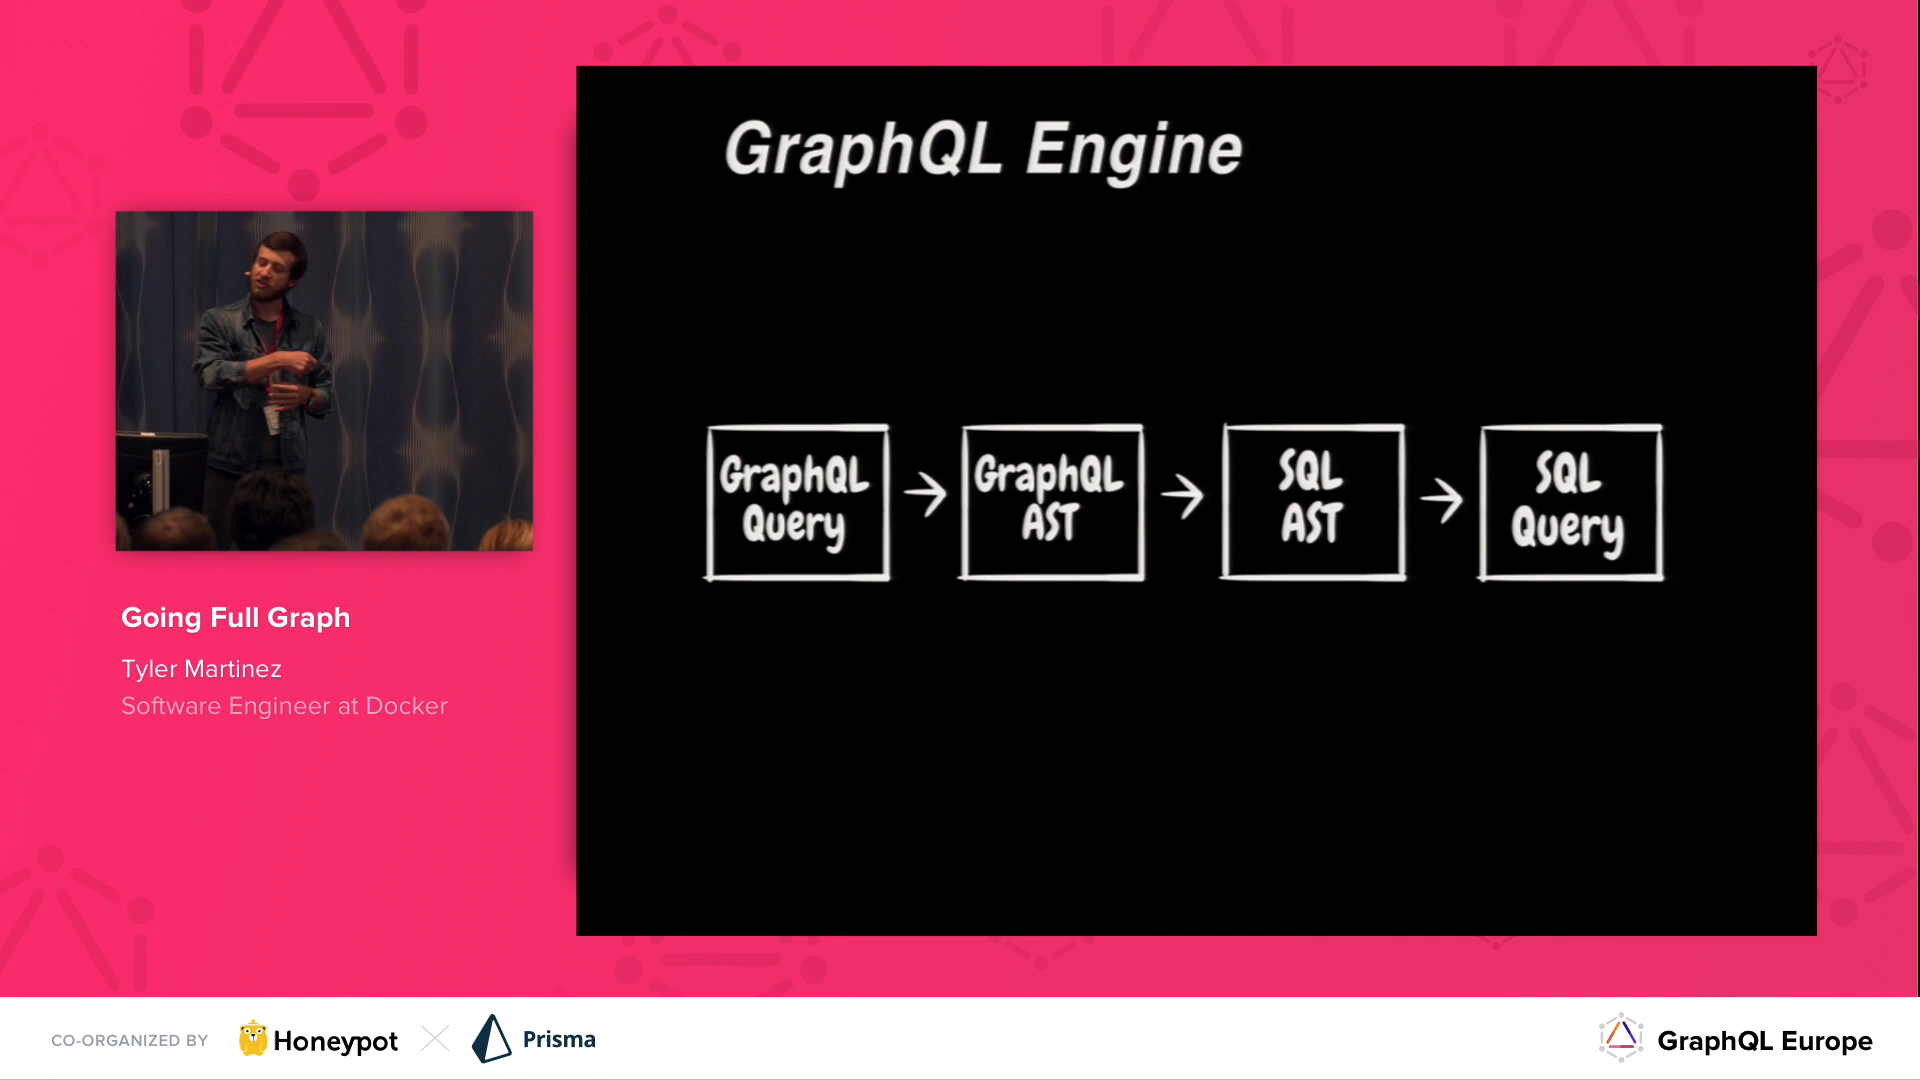 GraphQL Engine
GraphQL
Query
GraphQL
AST
SQL
AST
SQL
Query
Going Full Graph
Tyler Martinez
Software Engineer at Docker
CO-ORGANIZED BY
Honeypot
Prisma
GraphQL Europe